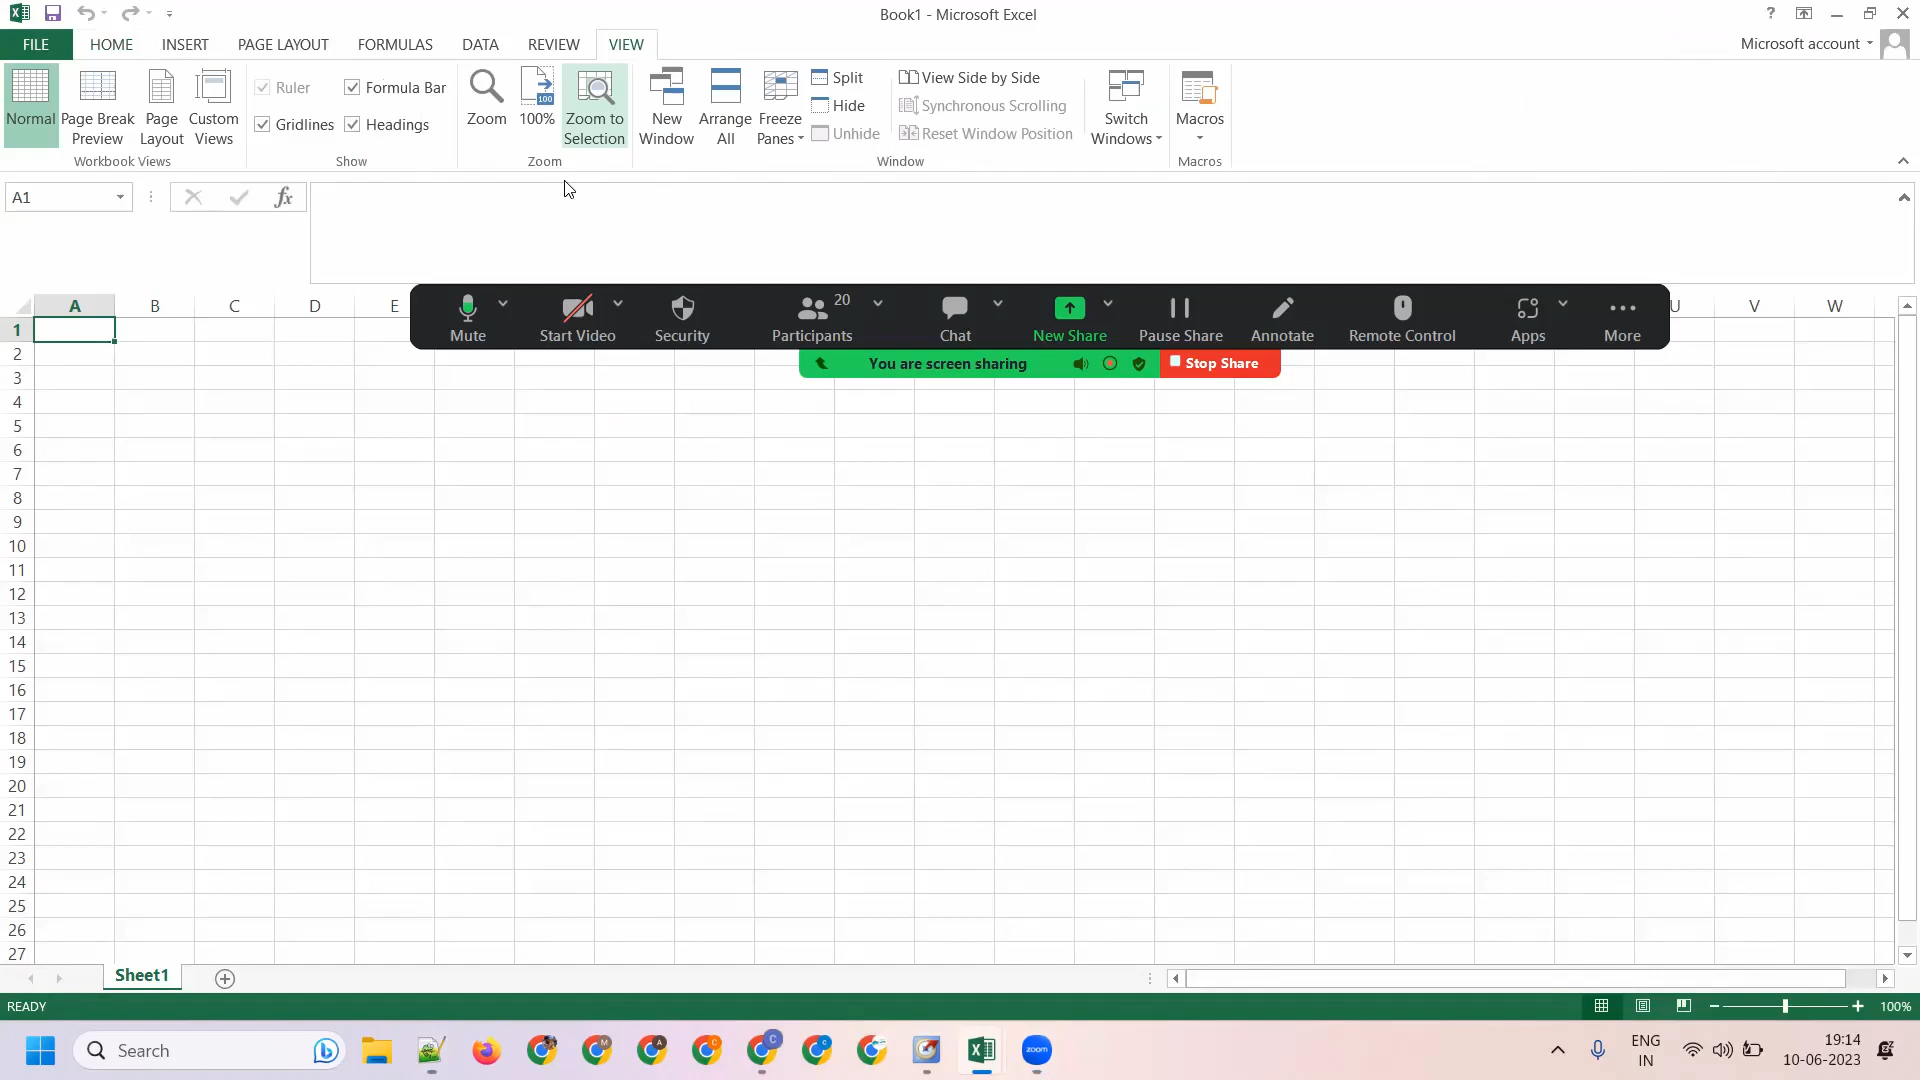 Book1 - Microsoft Excel
?
FILE HOME INSERT PAGE LAYOUT FORMULAS DATA REVIEW VIEW
Microsoft account
Normal
Page Break
Preview
Page
Layout
Custom
Views
Ruler
Formula Bar
Gridlines
Headings
Zoom
100
100%
Zoom to
Selection
New
Window
Arrange
All
Freeze
Panes
Split
Hide
Unhide
View Side by Side
Synchronous Scrolling
Reset Window Position
Switch
Windows
Macros
Workbook Views
Show
Zoom
Window
Macros
A1
fx
A B C D E U V W
20
Mute
Start Video
Security
Participants
Chat
New Share
Pause Share
Annotate
Remote Control
Apps
More
You are screen sharing
Stop Share
1
2
3
4
5
6
7
8
9
10
11
12
13
14
15
16
17
18
19
20
21
22
23
24
25
26
27
Sheet1
READY
100%
Search
M
A
C
C
C
zoom
ENG
IN
19:14
10-06-2023